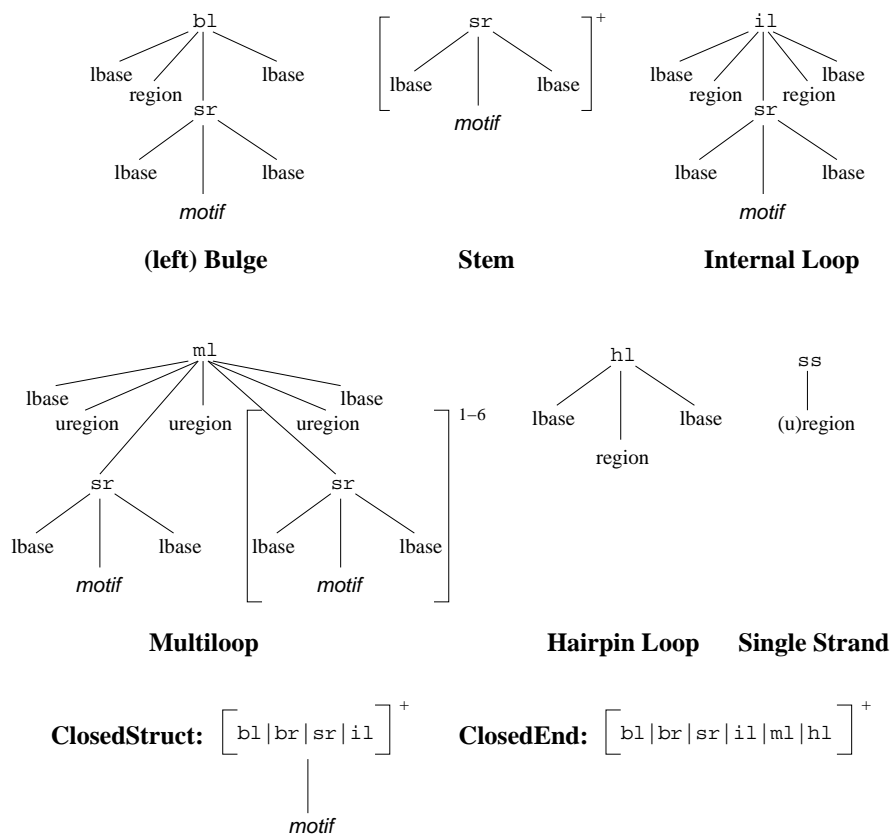 bl
lbase region lbase
sr
lbase lbase
motif
(left) Bulge
sr +
lbase lbase
motif
Stem
il
lbase region region lbase
sr
lbase lbase
motif
Internal Loop
ml
lbase uregion uregion uregion lbase
1−6
sr sr
lbase lbase lbase lbase
motif motif
Multiloop
hl
lbase lbase
region
Hairpin Loop
ss
(u)region
Single Strand
ClosedStruct: bl|br|sr|il +
motif
ClosedEnd: bl|br|sr|il|ml|hl +